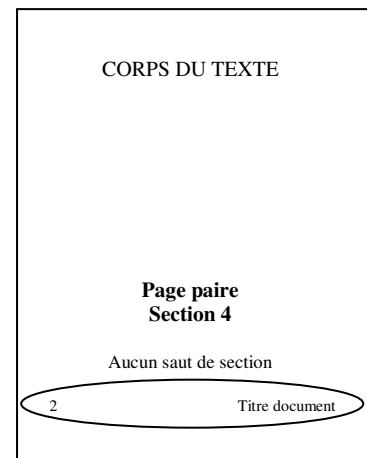 CORPS DU TEXTE
Page paire
Section 4
Aucun saut de section
2 Titre document